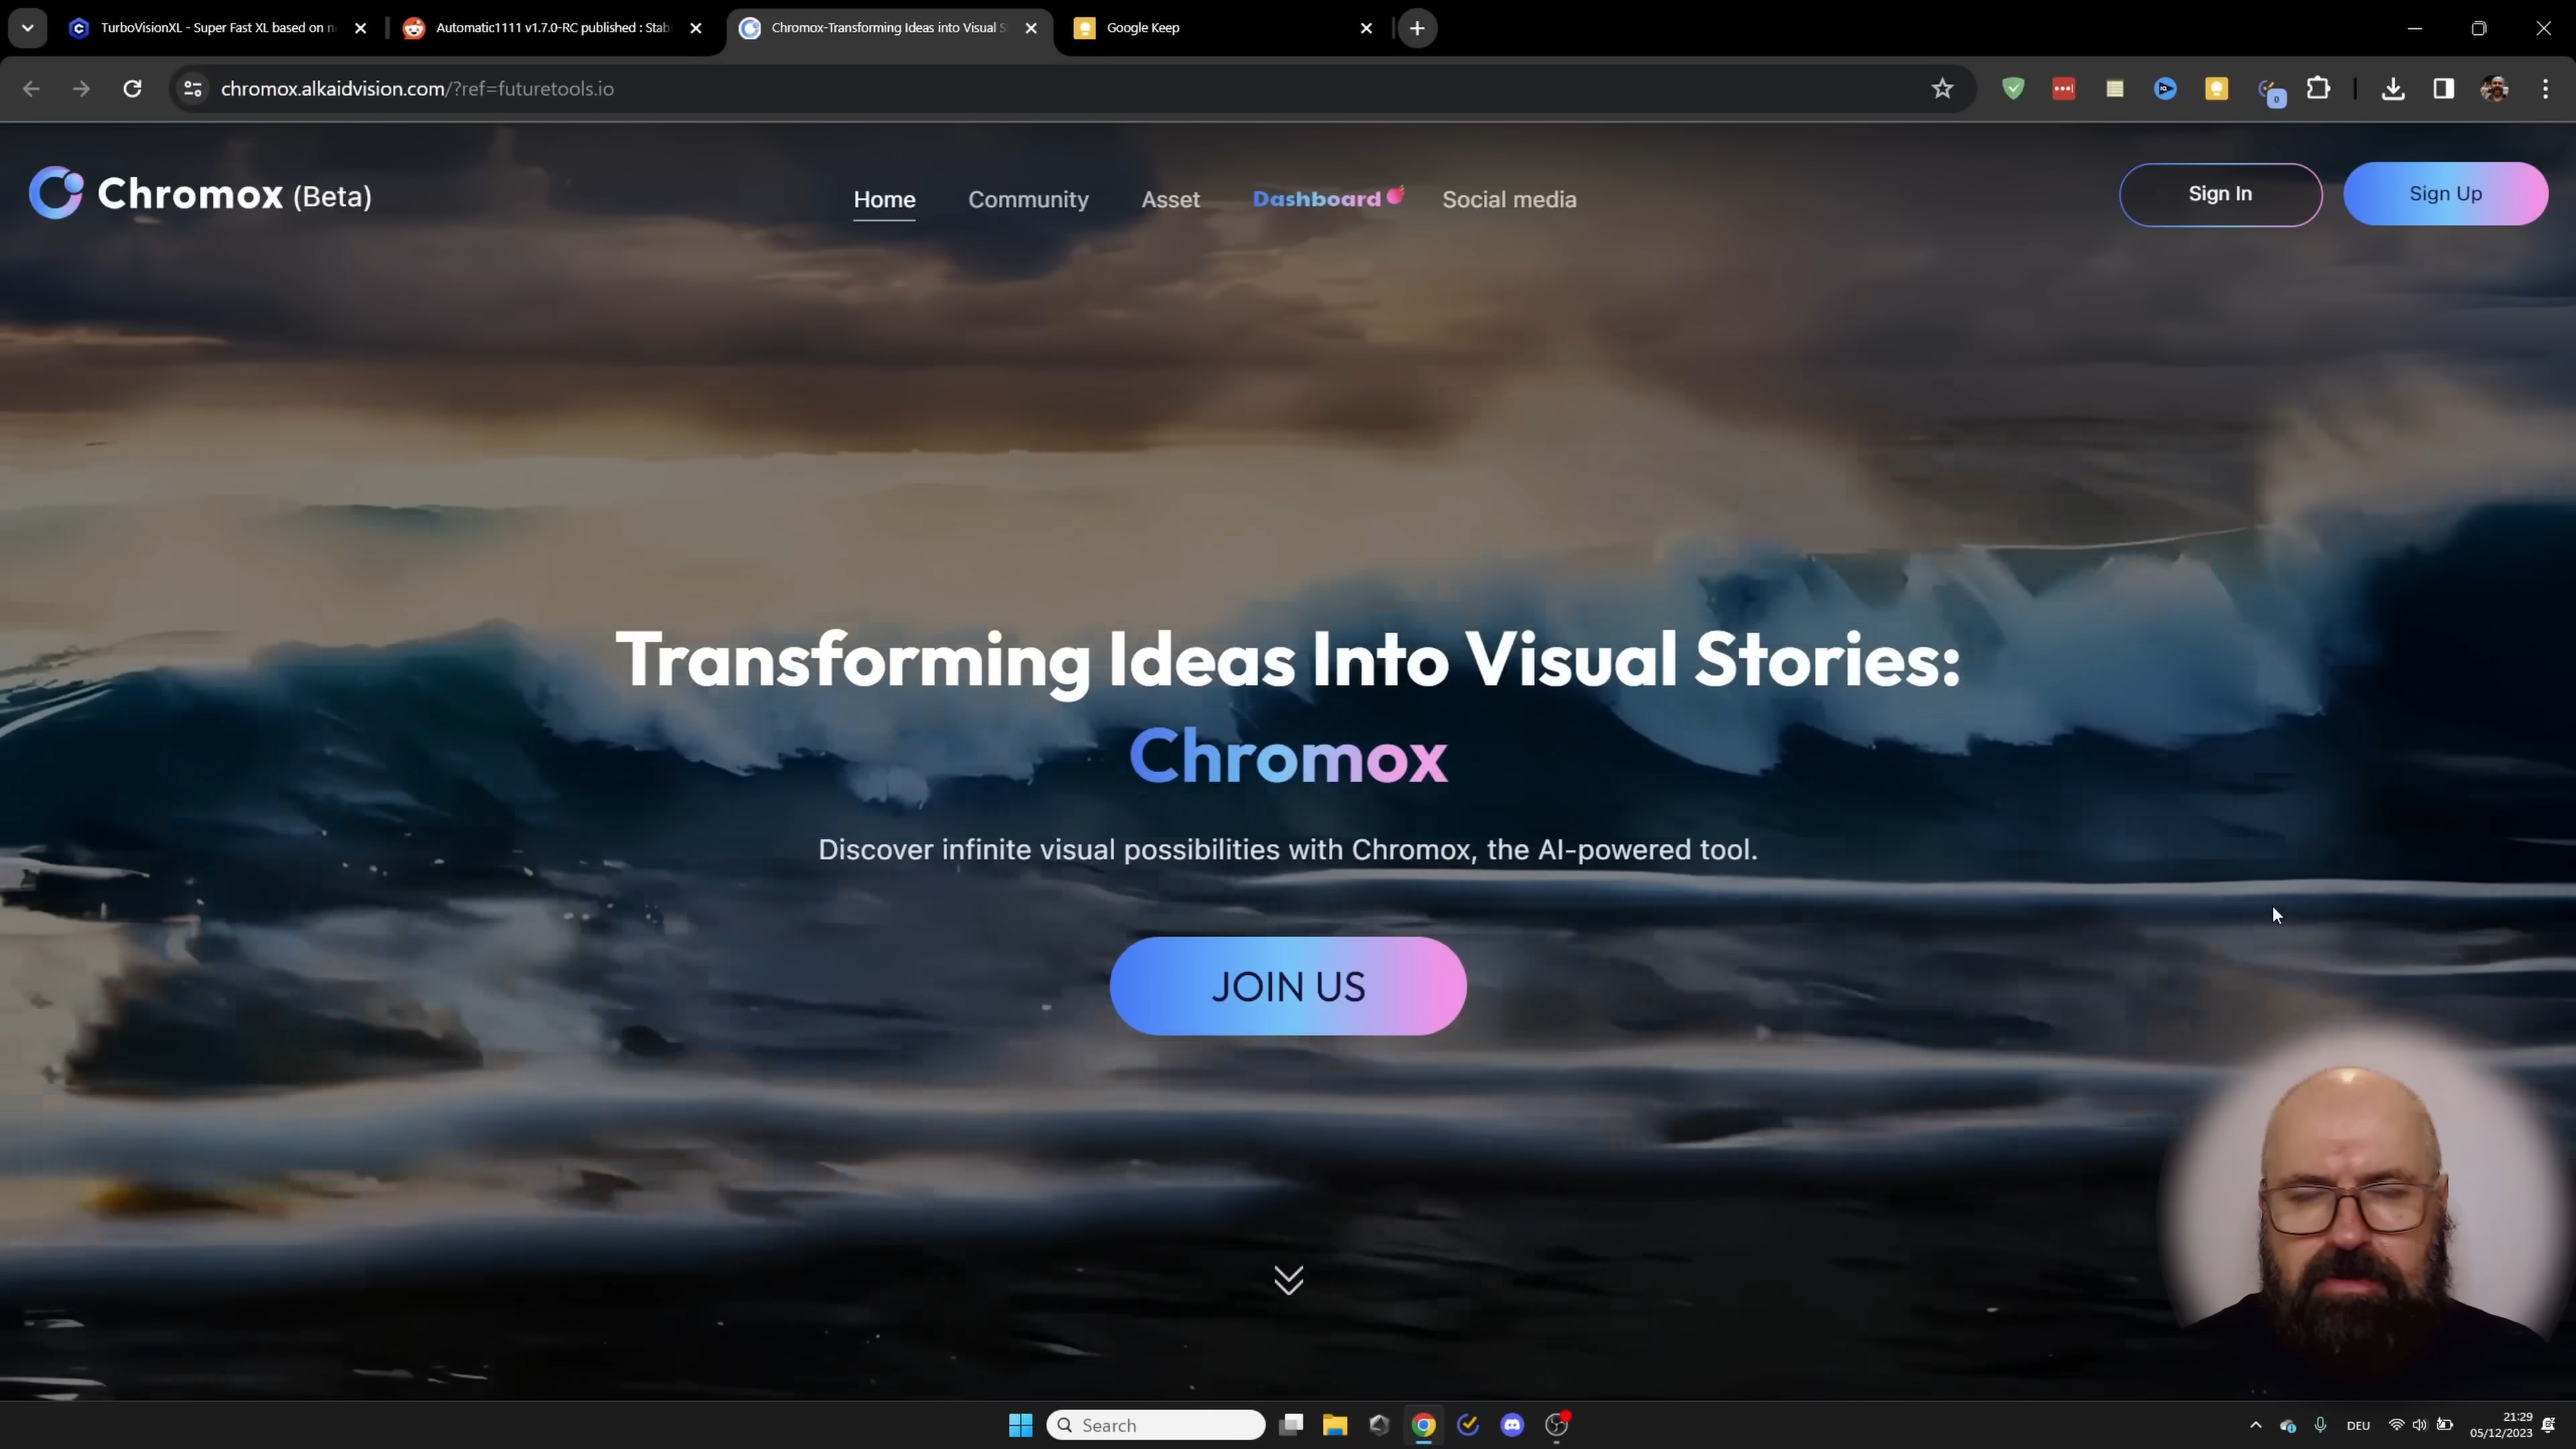 TurboVisionXL - Super Fast XL based on n
Automatic1111 v1.7.0-RC published : Stab
Chromox-Transforming Ideas into Visual S
Google Keep
chromox.alkaidvision.com/?ref=futuretools.io
0
Chromox (Beta)
Home
Community
Asset
Dashboard
Social media
Sign In
Sign Up
Transforming Ideas Into Visual Stories:
Chromox
Discover infinite visual possibilities with Chromox, the AI-powered tool.
JOIN US
Search
DEU
21:29
05/12/2023